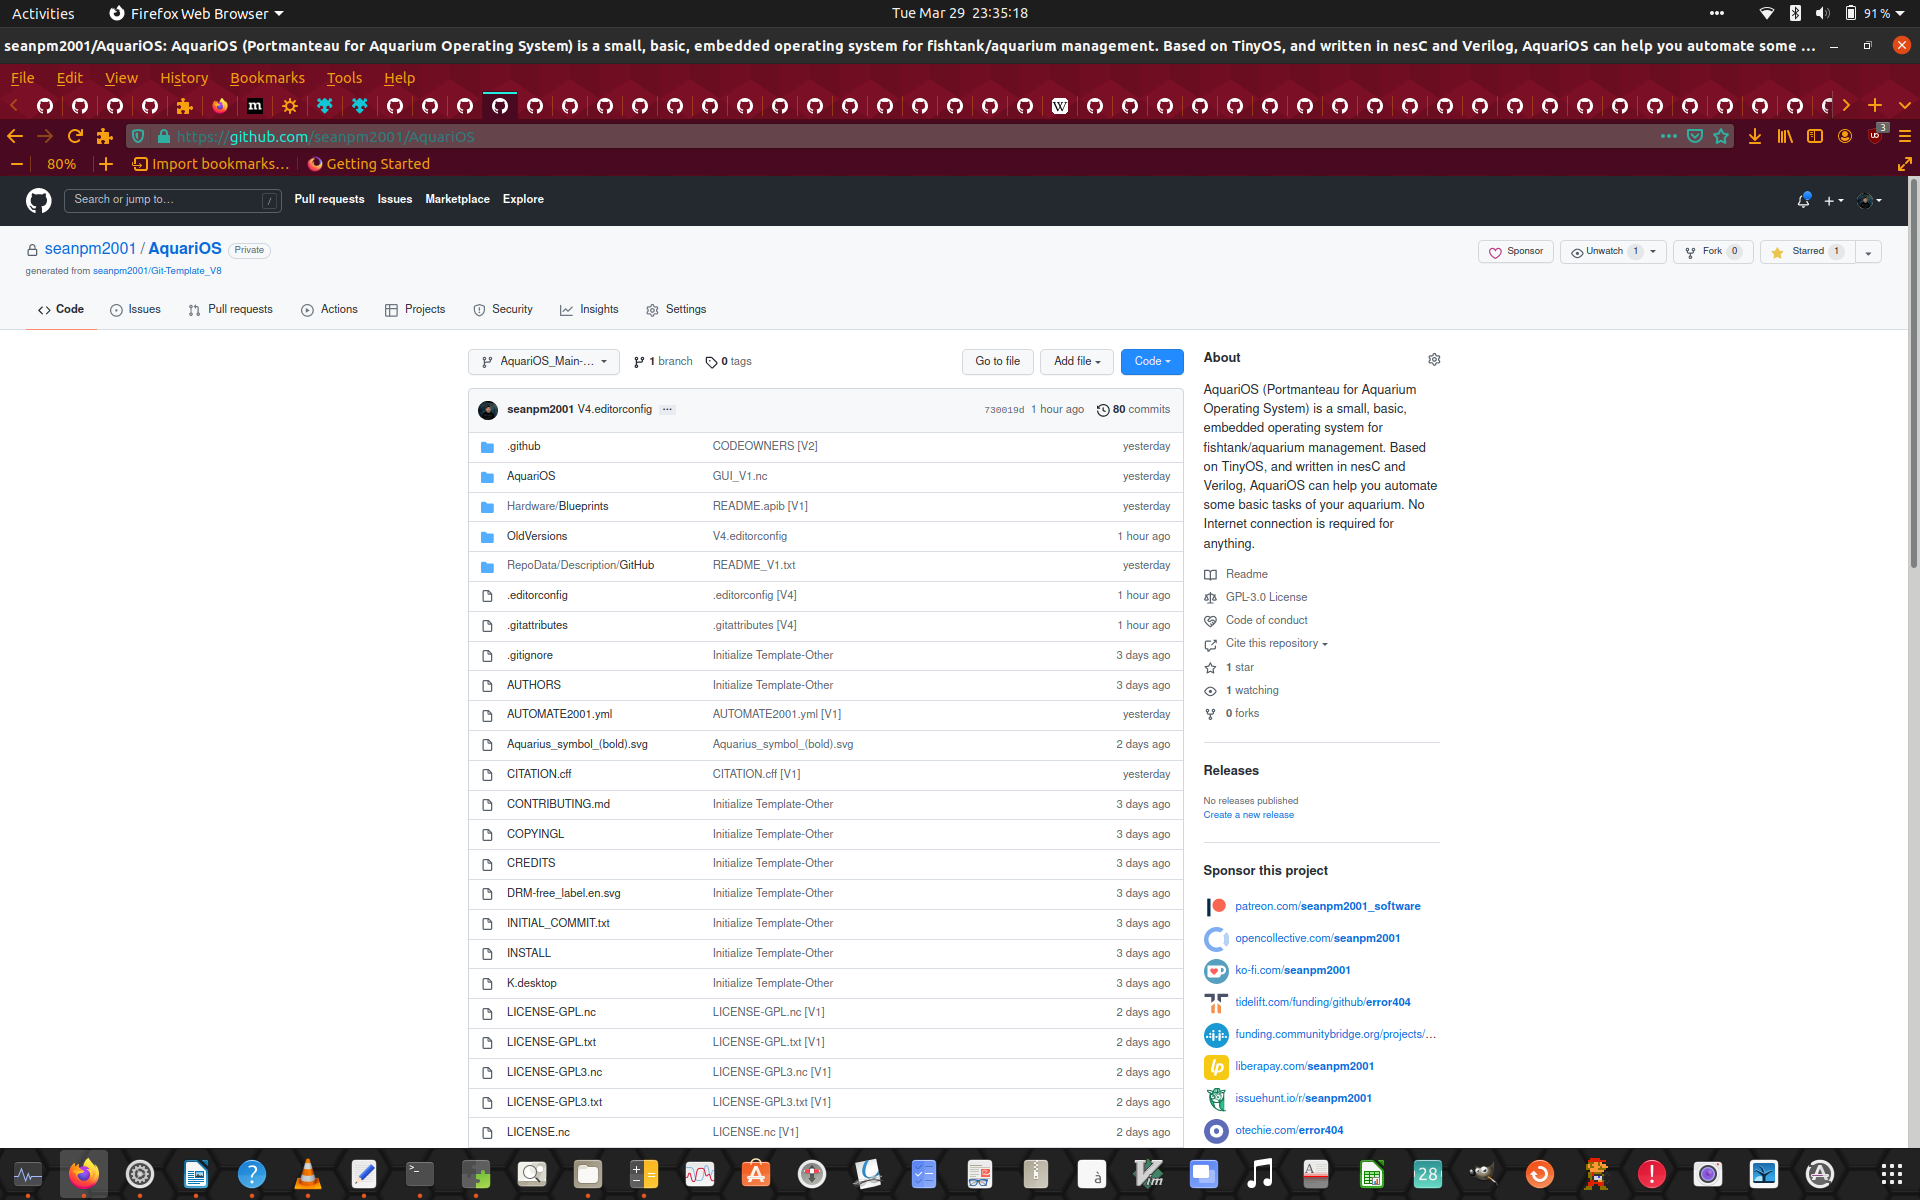 Activities
Firefox Web Browser
Tue Mar 29 23:35:18
91 %
seanpm2001/AquariOS: AquariOS (Portmanteau for Aquarium Operating System) is a small, basic, embedded operating system for fishtank/aquarium management. Based on TinyOS, and written in nesC and Verilog, AquariOS can help you automate some ...
File Edit View History Bookmarks Tools Help
https://github.com/seanpm2001/AquariOS
3
80%
Import bookmarks...
Getting Started
Search or jump to...
/
Pull requests Issues Marketplace Explore
seanpm2001 / AquariOS Private
generated from seanpm2001/Git-Template_V8
Sponsor
Unwatch 1
Fork 0
Starred 1
Code
Issues
Pull requests
Actions
Projects
Security
Insights
Settings
AquariOS_Main-...
1 branch
0 tags
Go to file
Add file
Code
seanpm2001 V4.editorconfig
730019d 1 hour ago
80 commits
.github CODEOWNERS [V2] yesterday
AquariOS GUI_V1.nc yesterday
Hardware/Blueprints README.apib [V1] yesterday
OldVersions V4.editorconfig 1 hour ago
RepoData/Description/GitHub README_V1.txt yesterday
.editorconfig .editorconfig [V4] 1 hour ago
.gitattributes .gitattributes [V4] 1 hour ago
.gitignore Initialize Template-Other 3 days ago
AUTHORS Initialize Template-Other 3 days ago
AUTOMATE2001.yml AUTOMATE2001.yml [V1] yesterday
Aquarius_symbol_(bold).svg Aquarius_symbol_(bold).svg 2 days ago
CITATION.cff CITATION.cff [V1] yesterday
CONTRIBUTING.md Initialize Template-Other 3 days ago
COPYINGL Initialize Template-Other 3 days ago
CREDITS Initialize Template-Other 3 days ago
DRM-free_label.en.svg Initialize Template-Other 3 days ago
INITIAL_COMMIT.txt Initialize Template-Other 3 days ago
INSTALL Initialize Template-Other 3 days ago
K.desktop Initialize Template-Other 3 days ago
LICENSE-GPL.nc LICENSE-GPL.nc [V1] 2 days ago
LICENSE-GPL.txt LICENSE-GPL.txt [V1] 2 days ago
LICENSE-GPL3.nc LICENSE-GPL3.nc [V1] 2 days ago
LICENSE-GPL3.txt LICENSE-GPL3.txt [V1] 2 days ago
LICENSE.nc LICENSE.nc [V1] 2 days ago
About
AquariOS (Portmanteau for Aquarium
Operating System) is a small, basic,
embedded operating system for
fishtank/aquarium management. Based
on TinyOS, and written in nesC and
Verilog, AquariOS can help you automate
some basic tasks of your aquarium. No
Internet connection is required for
anything.
Readme
GPL-3.0 License
Code of conduct
Cite this repository
1 star
1 watching
0 forks
Releases
No releases published
Create a new release
Sponsor this project
patreon.com/seanpm2001_software
opencollective.com/seanpm2001
ko-fi.com/seanpm2001
tidelift.com/funding/github/error404
funding.communitybridge.org/projects/...
liberapay.com/seanpm2001
issuehunt.io/r/seanpm2001
otechie.com/error404
28